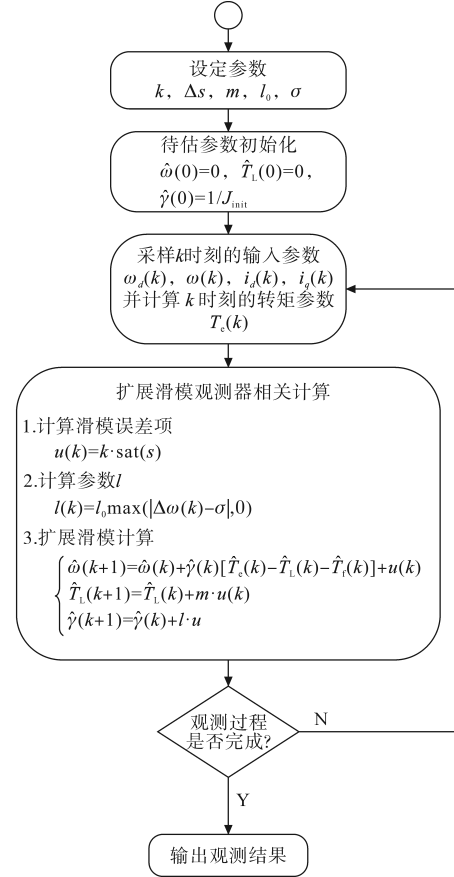 设定参数
k, Δs, m, l₀, σ
待估参数初始化
ω̂(0)=0, T̂_L(0)=0,
γ̂(0)=1/J_init
采样k时刻的输入参数
ω_d(k), ω(k), i_d(k), i_q(k)
并计算 k 时刻的转矩参数
T_e(k)
扩展滑模观测器相关计算
1.计算滑模误差项
u(k)=k·sat(s)
2.计算参数l
l(k)=l₀max(|Δω(k)-σ|,0)
3.扩展滑模计算
ω̂(k+1)=ω̂(k)+γ̂(k)[T̂_e(k)-T̂_L(k)-T̂_f(k)]+u(k)
T̂_L(k+1)=T̂_L(k)+m·u(k)
γ̂(k+1)=γ̂(k)+l·u
观测过程
是否完成?
N
Y
输出观测结果